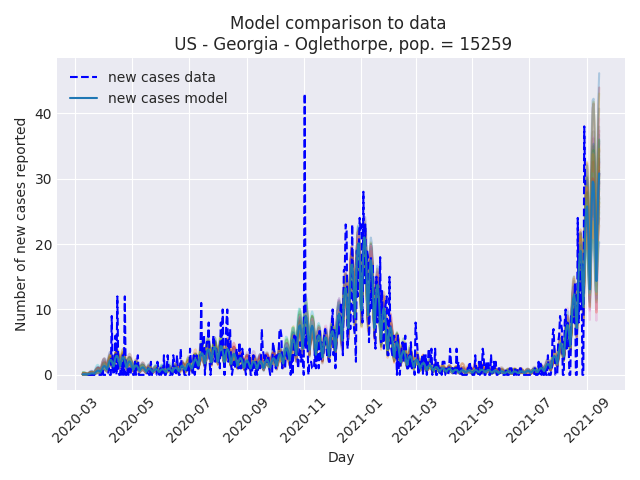 Model comparison to data
US - Georgia - Oglethorpe, pop. = 15259
new cases data
new cases model
Number of new cases reported
40
30
20
10
0
2020-03
2020-05
2020-07
2020-09
2020-11
2021-01
2021-03
2021-05
2021-07
2021-09
Day